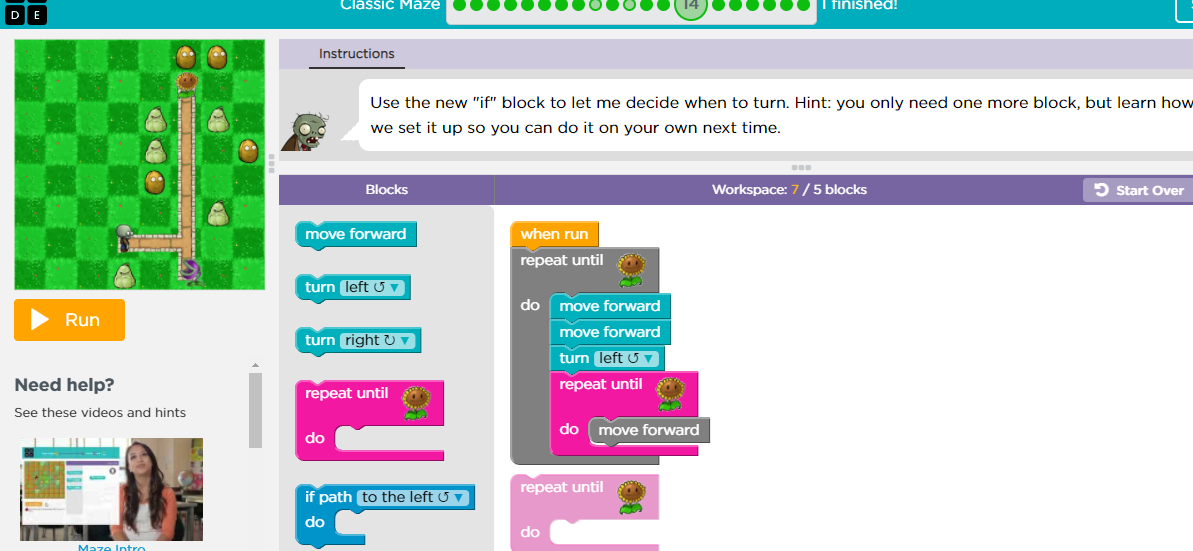 D E
Classic Maze
14
I finished!
Instructions
Use the new "if" block to let me decide when to turn. Hint: you only need one more block, but learn how
we set it up so you can do it on your own next time.
Blocks
Workspace: 7 / 5 blocks
Start Over
move forward
turn left
turn right
repeat until
do
if path to the left
do
when run
repeat until
do
move forward
move forward
turn left
repeat until
do
move forward
repeat until
do
Run
Need help?
See these videos and hints
Maze Intro